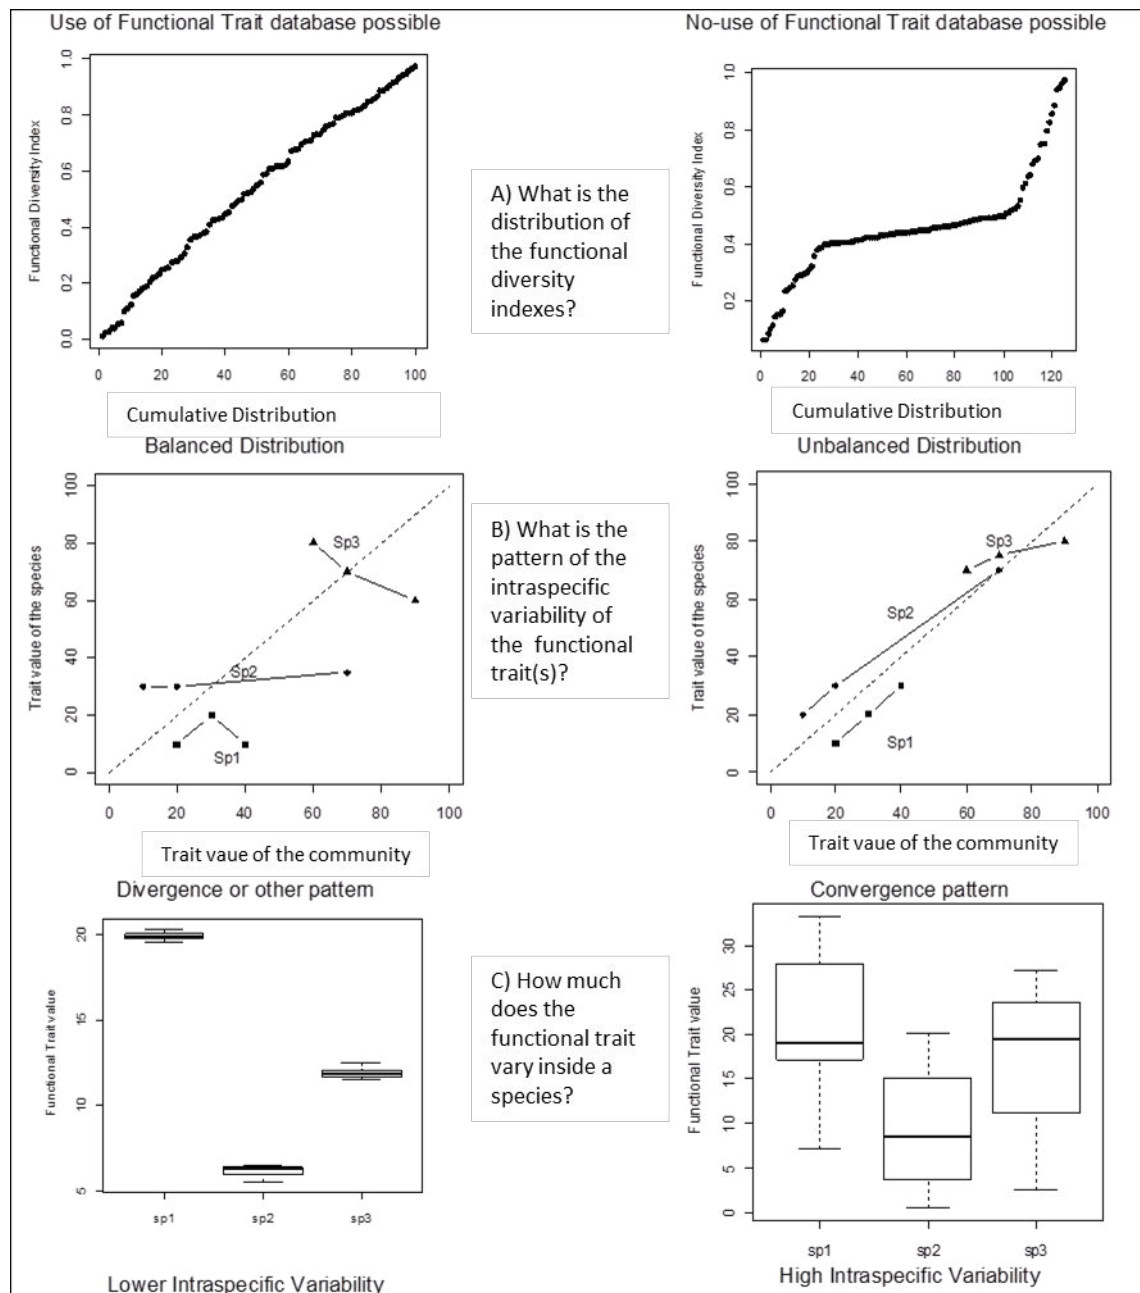 Use of Functional Trait database possible
No-use of Functional Trait database possible
Functional Diversity Index
1.0
0.8
0.6
0.4
0.2
0.0
0 20 40 60 80 100
Cumulative Distribution
Balanced Distribution
A) What is the
distribution of
the functional
diversity
indexes?
Functional Diversity Index
1.0
0.8
0.6
0.4
0.2
0 20 40 60 80 100 120
Cumulative Distribution
Unbalanced Distribution
Trait value of the species
100
80
60
40
20
0
Sp3
Sp2
Sp1
0 20 40 60 80 100
Trait vaue of the community
Divergence or other pattern
B) What is the
pattern of the
intraspecific
variability of
the functional
trait(s)?
Trait value of the species
100
80
60
40
20
0
Sp3
Sp2
Sp1
0 20 40 60 80 100
Trait vaue of the community
Convergence pattern
Functional Trait value
20
15
10
5
sp1 sp2 sp3
Lower Intraspecific Variability
C) How much
does the
functional trait
vary inside a
species?
Functional Trait value
30
25
20
15
10
5
0
sp1 sp2 sp3
High Intraspecific Variability